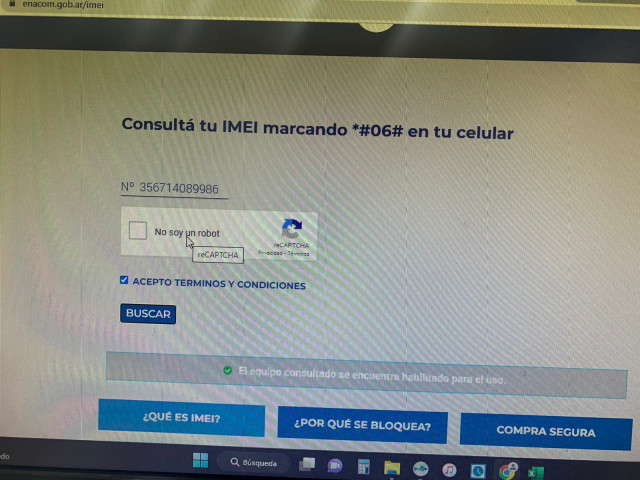 enacom.gob.ar/imei
Consultá tu IMEI marcando *#06# en tu celular
Nº 356714089986
No soy un robot
reCAPTCHA
Privacidad - Términos
reCAPTCHA
ACEPTO TERMINOS Y CONDICIONES
BUSCAR
El equipo consultado se encuentra habilitado para el uso.
¿QUÉ ES IMEI?
¿POR QUÉ SE BLOQUEA?
COMPRA SEGURA
do
Búsqueda